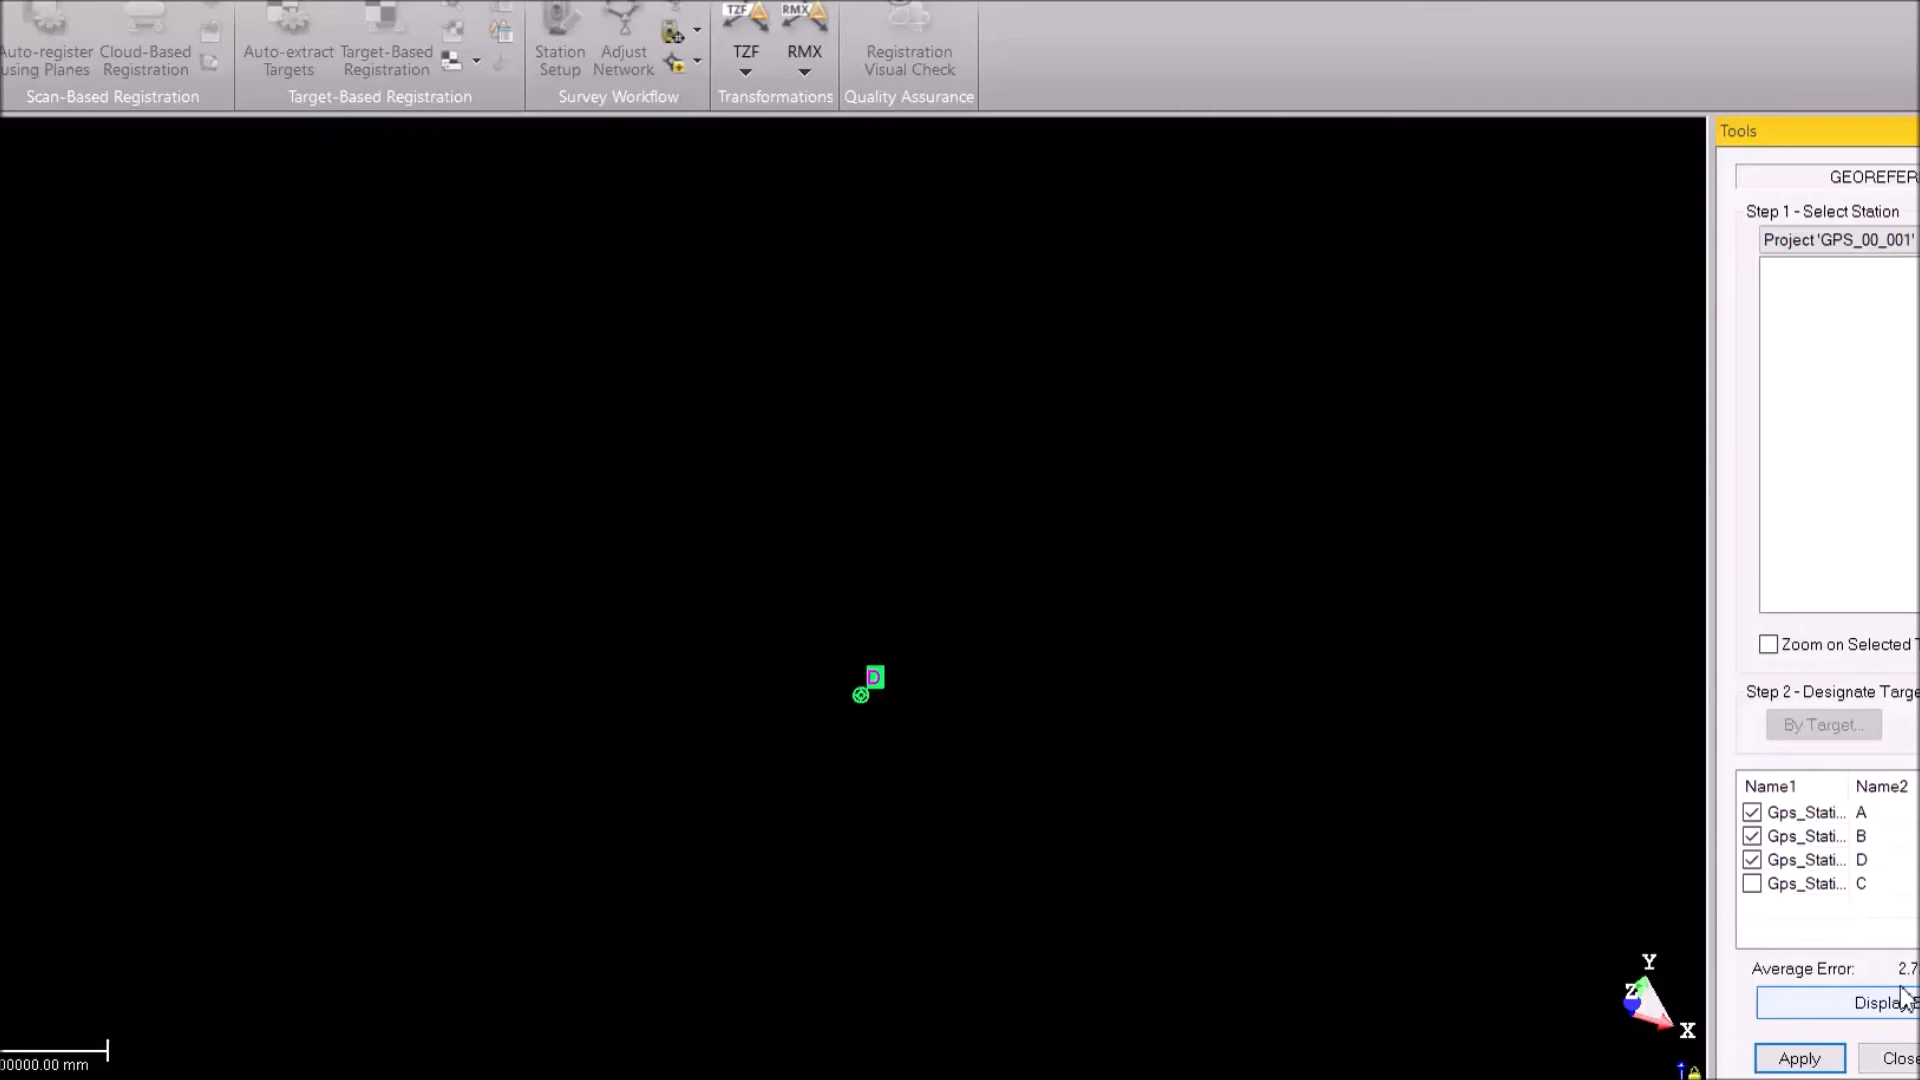 Auto-register using Planes
Cloud-Based Registration
Scan-Based Registration
Auto-extract Targets
Target-Based Registration
Target-Based Registration
Station Setup
Adjust Network
Survey Workflow
TZF
TZF
RMX
RMX
Transformations
Registration Visual Check
Quality Assurance
Tools
GEOREFER
Step 1 - Select Station
Project 'GPS_00_001'
Zoom on Selected T
Step 2 - Designate Targe
By Target...
Name1 Name2
Gps_Stati... A
Gps_Stati... B
Gps_Stati... D
Gps_Stati... C
Average Error: 2.7
Displa
Apply
Close
D
Y
Z
X
00000.00 mm